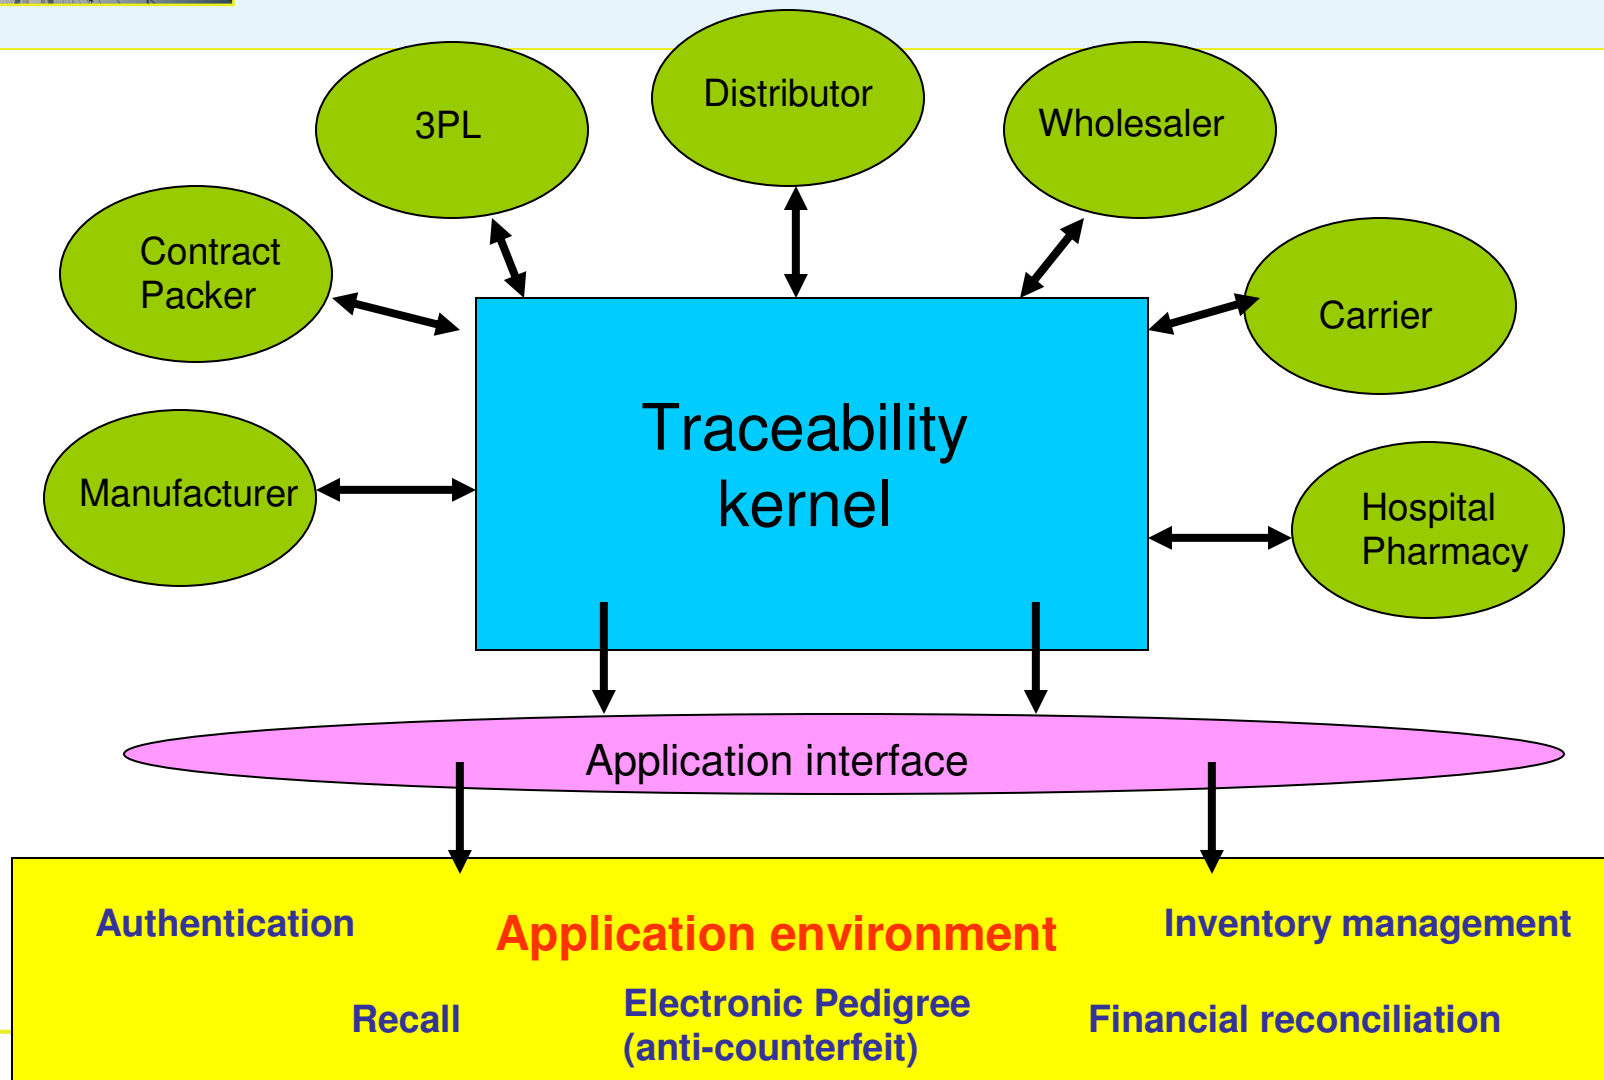 Distributor
3PL
Wholesaler
Contract
Packer
Carrier
Traceability
kernel
Manufacturer
Hospital
Pharmacy
Application interface
Authentication
Application environment
Inventory management
Recall
Electronic Pedigree
(anti-counterfeit)
Financial reconciliation